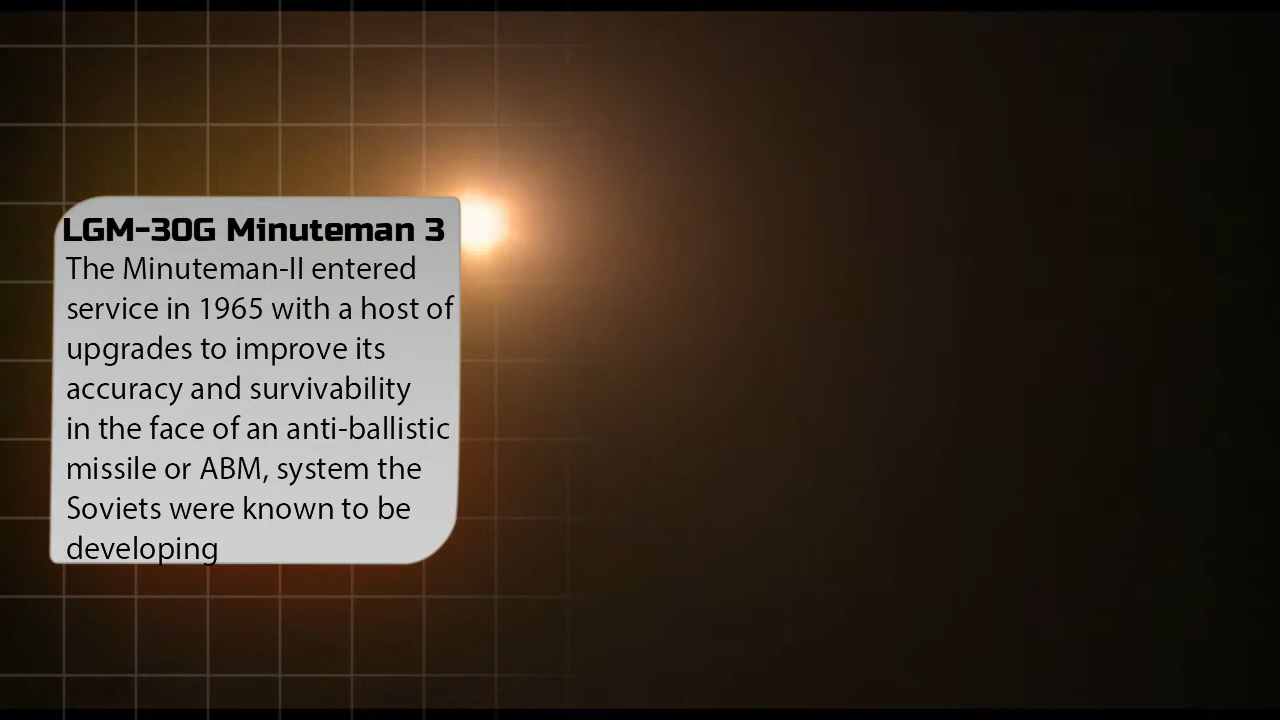 LGM-30G Minuteman 3
The Minuteman-II entered
service in 1965 with a host of
upgrades to improve its
accuracy and survivability
in the face of an anti-ballistic
missile or ABM, system the
Soviets were known to be
developing